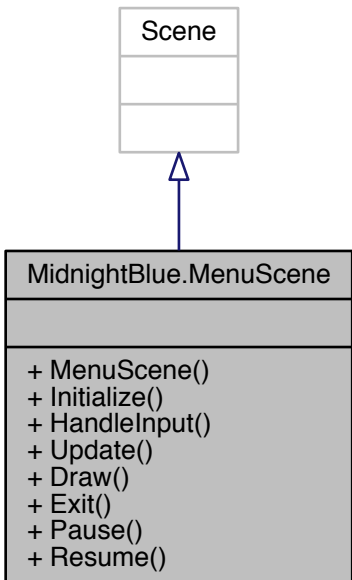 Scene
MidnightBlue.MenuScene
+ MenuScene()
+ Initialize()
+ HandleInput()
+ Update()
+ Draw()
+ Exit()
+ Pause()
+ Resume()